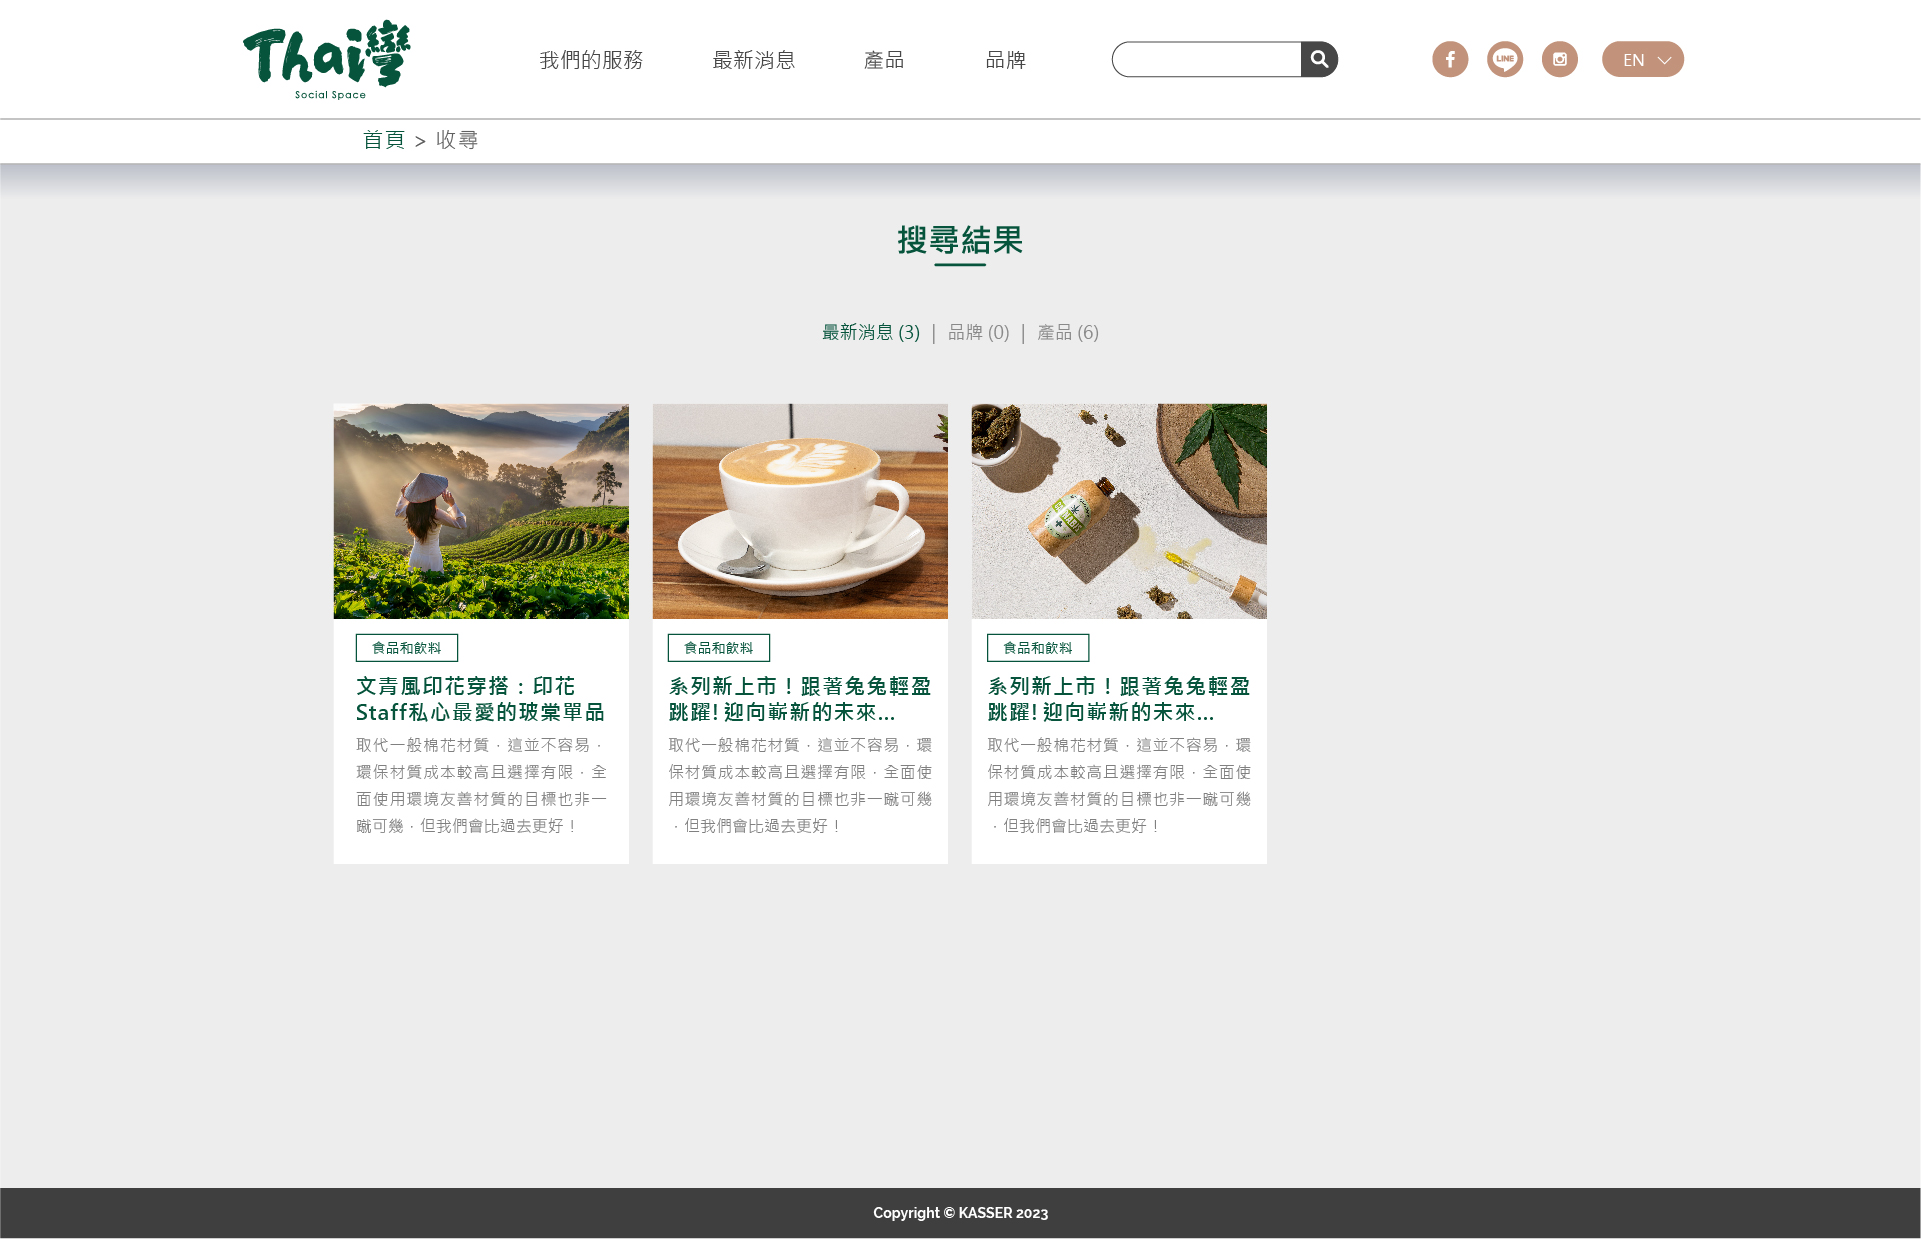 Thai灣
Social Space
我們的服務
最新消息
產品
品牌
LINE
EN
首頁 > 收尋
搜尋結果
最新消息 (3) | 品牌 (0) | 產品 (6)
食品和飲料
文青風印花穿搭：印花
Staff私心最愛的玻棠單品
取代一般棉花材質．這並不容易．
環保材質成本較高且選擇有限．全
面使用環境友善材質的目標也非一
蹴可幾．但我們會比過去更好！
食品和飲料
系列新上市！跟著兔兔輕盈
跳躍! 迎向嶄新的未來...
取代一般棉花材質．這並不容易．環
保材質成本較高且選擇有限．全面使
用環境友善材質的目標也非一蹴可幾
．但我們會比過去更好！
食品和飲料
系列新上市！跟著兔兔輕盈
跳躍! 迎向嶄新的未來...
取代一般棉花材質．這並不容易．環
保材質成本較高且選擇有限．全面使
用環境友善材質的目標也非一蹴可幾
．但我們會比過去更好！
Copyright © KASSER 2023